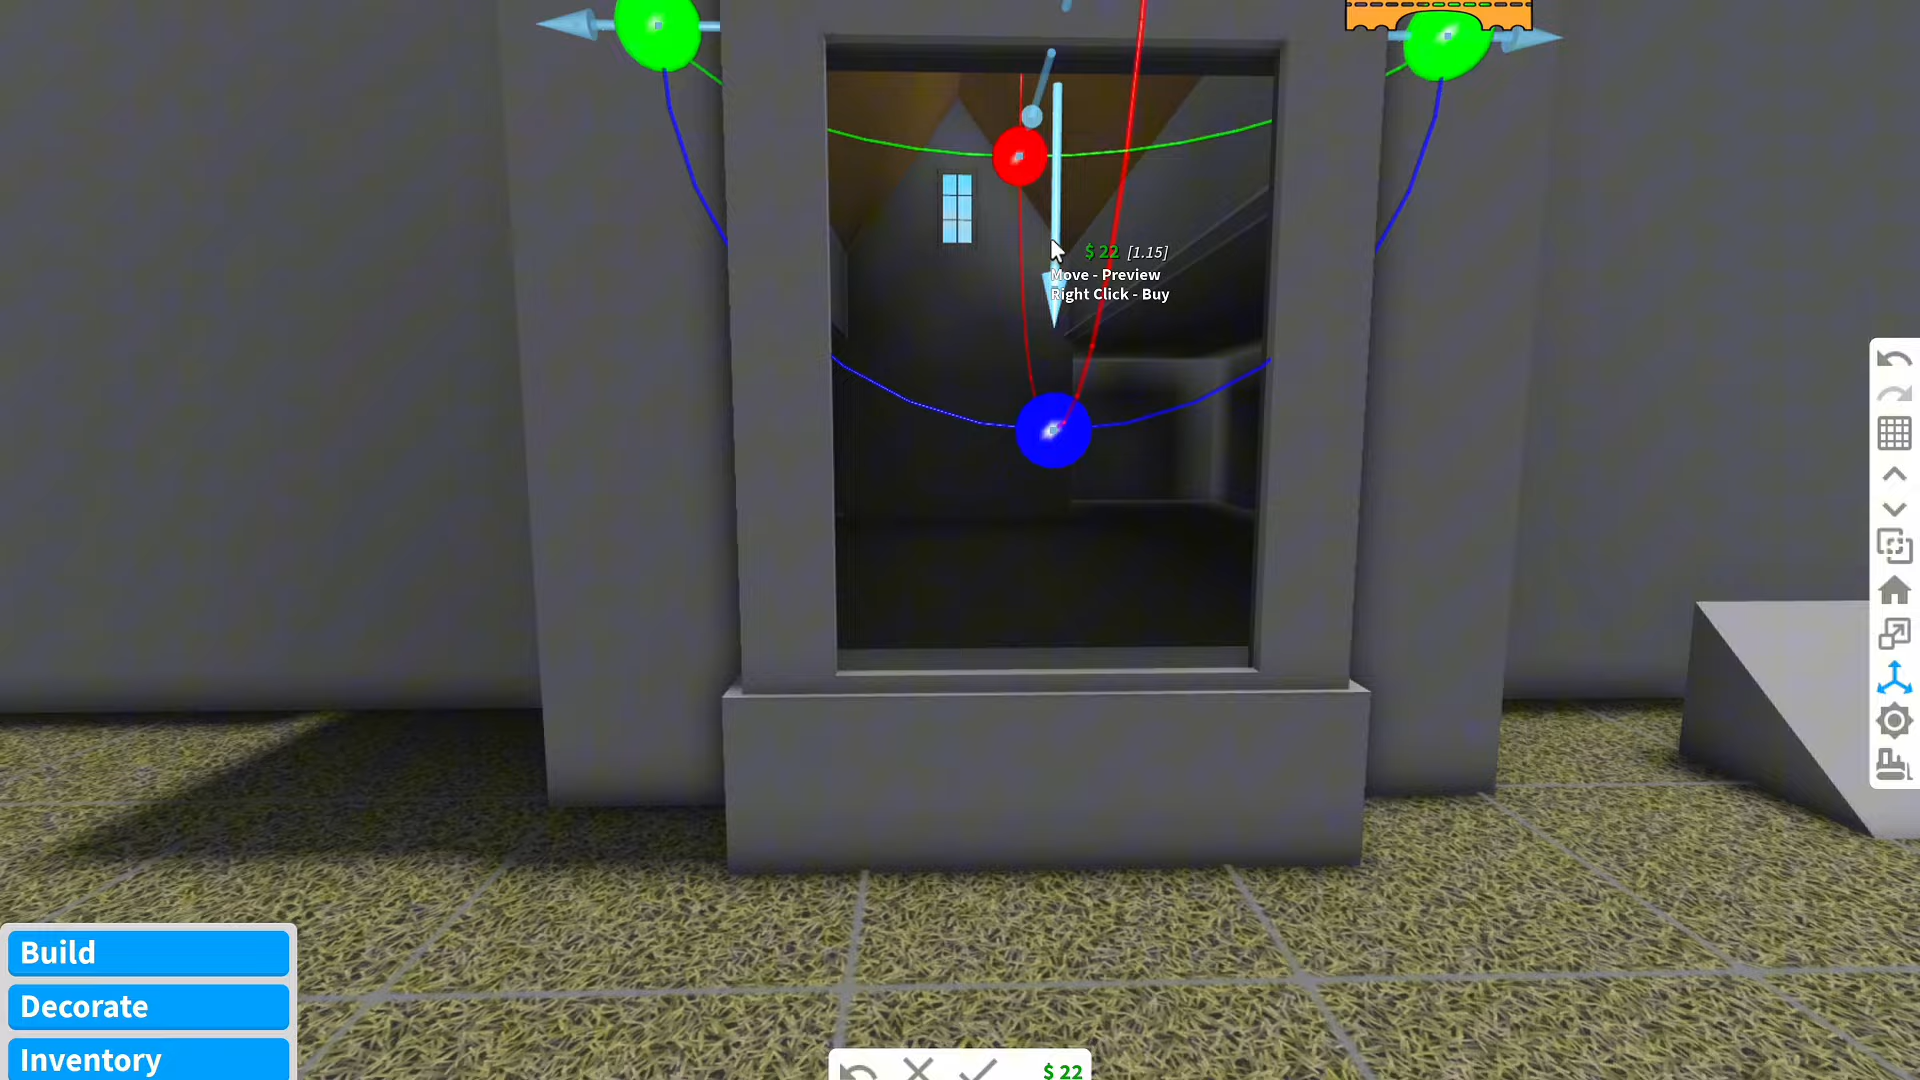 $ 22 [1.15]
Move - Preview
Right Click - Buy
Build
Decorate
Inventory
$ 22